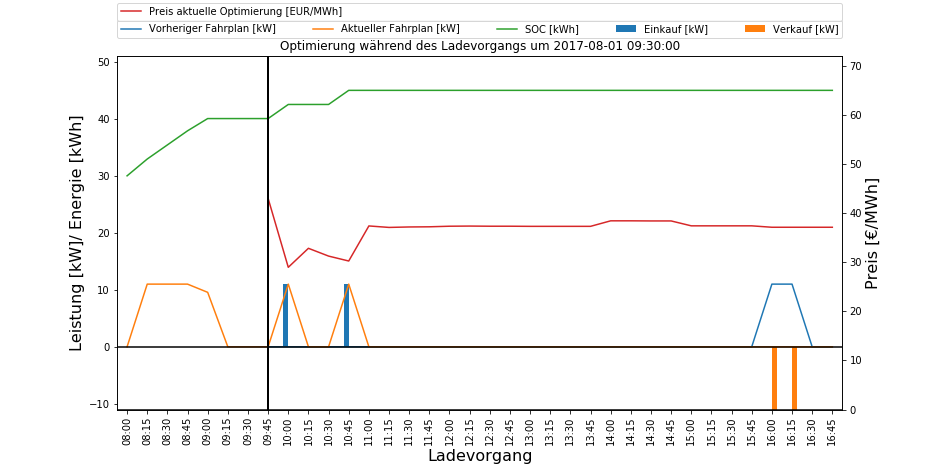 Preis aktuelle Optimierung [EUR/MWh]
Vorheriger Fahrplan [kW] Aktueller Fahrplan [kW] SOC [kWh] Einkauf [kW] Verkauf [kW]
Optimierung während des Ladevorgangs um 2017-08-01 09:30:00
Leistung [kW]/ Energie [kWh]
50
40
30
20
10
0
−10
70
60
50
40
30
20
10
0
Preis [€/MWh]
08:00 08:15 08:30 08:45 09:00 09:15 09:30 09:45 10:00 10:15 10:30 10:45 11:00 11:15 11:30 11:45 12:00 12:15 12:30 12:45 13:00 13:15 13:30 13:45 14:00 14:15 14:30 14:45 15:00 15:15 15:30 15:45 16:00 16:15 16:30 16:45
Ladevorgang